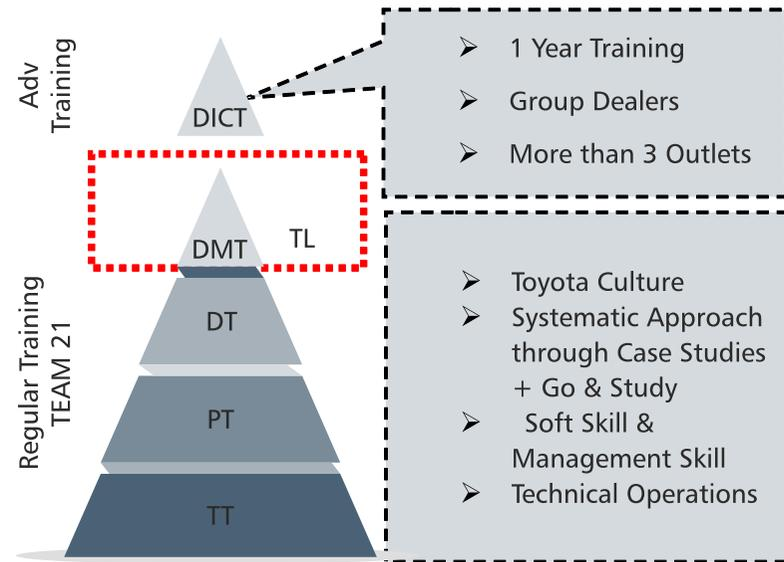 Adv
Training
DICT
➢ 1 Year Training
➢ Group Dealers
➢ More than 3 Outlets
DMT
TL
Regular Training
TEAM 21
DT
PT
TT
➢ Toyota Culture
➢ Systematic Approach
through Case Studies
+ Go & Study
➢ Soft Skill &
Management Skill
➢ Technical Operations